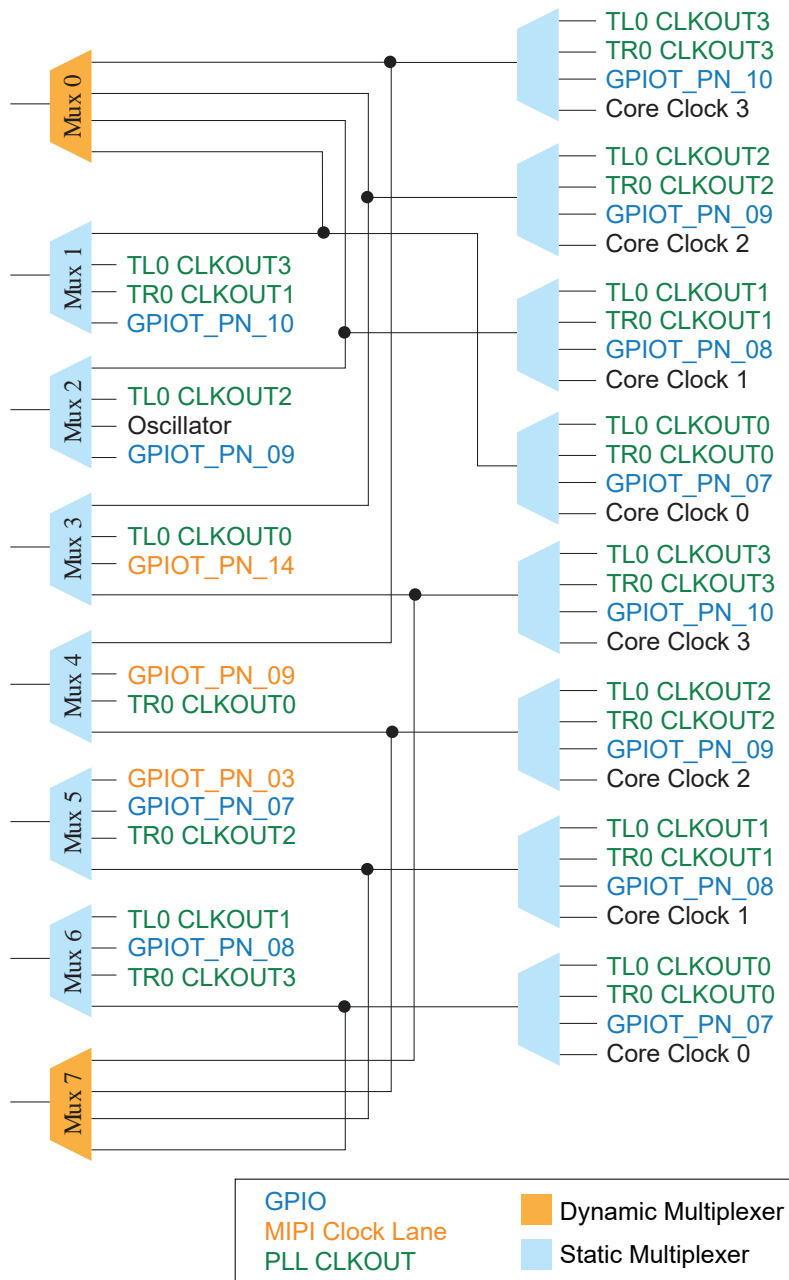 Mux 0
Mux 1
TL0 CLKOUT3
TR0 CLKOUT1
GPIOT_PN_10
Mux 2
TL0 CLKOUT2
Oscillator
GPIOT_PN_09
Mux 3
TL0 CLKOUT0
GPIOT_PN_14
Mux 4
GPIOT_PN_09
TR0 CLKOUT0
Mux 5
GPIOT_PN_03
GPIOT_PN_07
TR0 CLKOUT2
Mux 6
TL0 CLKOUT1
GPIOT_PN_08
TR0 CLKOUT3
Mux 7
TL0 CLKOUT3
TR0 CLKOUT3
GPIOT_PN_10
Core Clock 3
TL0 CLKOUT2
TR0 CLKOUT2
GPIOT_PN_09
Core Clock 2
TL0 CLKOUT1
TR0 CLKOUT1
GPIOT_PN_08
Core Clock 1
TL0 CLKOUT0
TR0 CLKOUT0
GPIOT_PN_07
Core Clock 0
TL0 CLKOUT3
TR0 CLKOUT3
GPIOT_PN_10
Core Clock 3
TL0 CLKOUT2
TR0 CLKOUT2
GPIOT_PN_09
Core Clock 2
TL0 CLKOUT1
TR0 CLKOUT1
GPIOT_PN_08
Core Clock 1
TL0 CLKOUT0
TR0 CLKOUT0
GPIOT_PN_07
Core Clock 0
GPIO
MIPI Clock Lane
PLL CLKOUT
Dynamic Multiplexer
Static Multiplexer